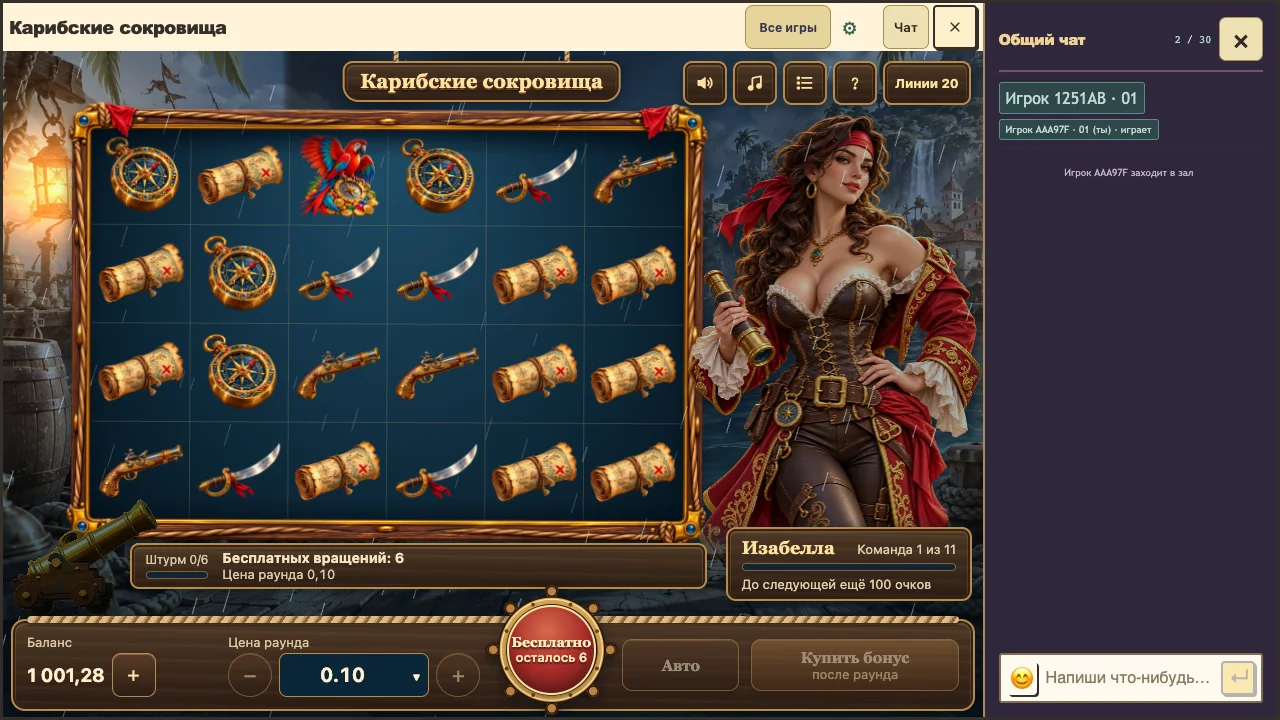 Карибские сокровища
Все игры
Чат
×
Карибские сокровища
?
Линии 20
Штурм 0/6
Бесплатных вращений: 6
Цена раунда 0,10
Изабелла
Команда 1 из 11
До следующей ещё 100 очков
Баланс
1 001,28
+
Цена раунда
−
0.10
+
Бесплатно
осталось 6
Авто
Купить бонус
после раунда
Общий чат
2 / 30
×
Игрок 1251AB · 01
Игрок AAA97F · 01 (ты) · играет
Игрок AAA97F заходит в зал
Напиши что-нибудь...